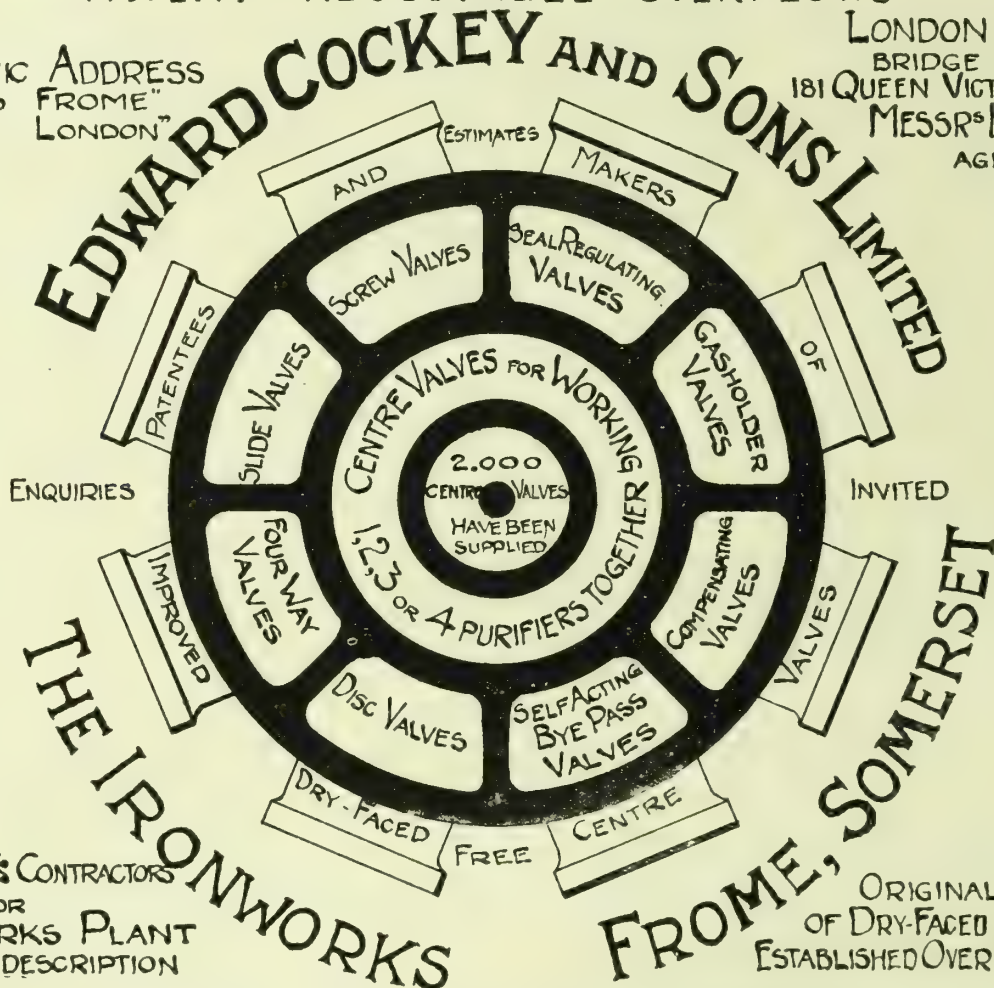 EDWARD COCKEY AND SONS LIMITED
IC ADDRESS
FROME"
LONDON"
LONDON
BRIDGE
181 QUEEN VICT
MESSRS
PATENTEES
AND
ESTIMATES
MAKERS
OF
SCREW VALVES
SEAL REGULATING
VALVES
SLIDE VALVES
GASHOLDER
VALVES
CENTRE VALVES FOR WORKING
1,2,3 OR 4 PURIFIERS TOGETHER
2.000
CENTRE VALVES
HAVE BEEN
SUPPLIED
ENQUIRIES
INVITED
FOUR WAY
VALVES
COMPENSATING
VALVES
DISC VALVES
SELF ACTING
BYE PASS
VALVES
IMPROVED
DRY-FACED
FREE
CENTRE
VALVES
THE IRONWORKS
FROME, SOMERSET
CONTRACTORS
OR
RKS PLANT
DESCRIPTION
ORIGINAL
OF DRY-FACED
ESTABLISHED OVER